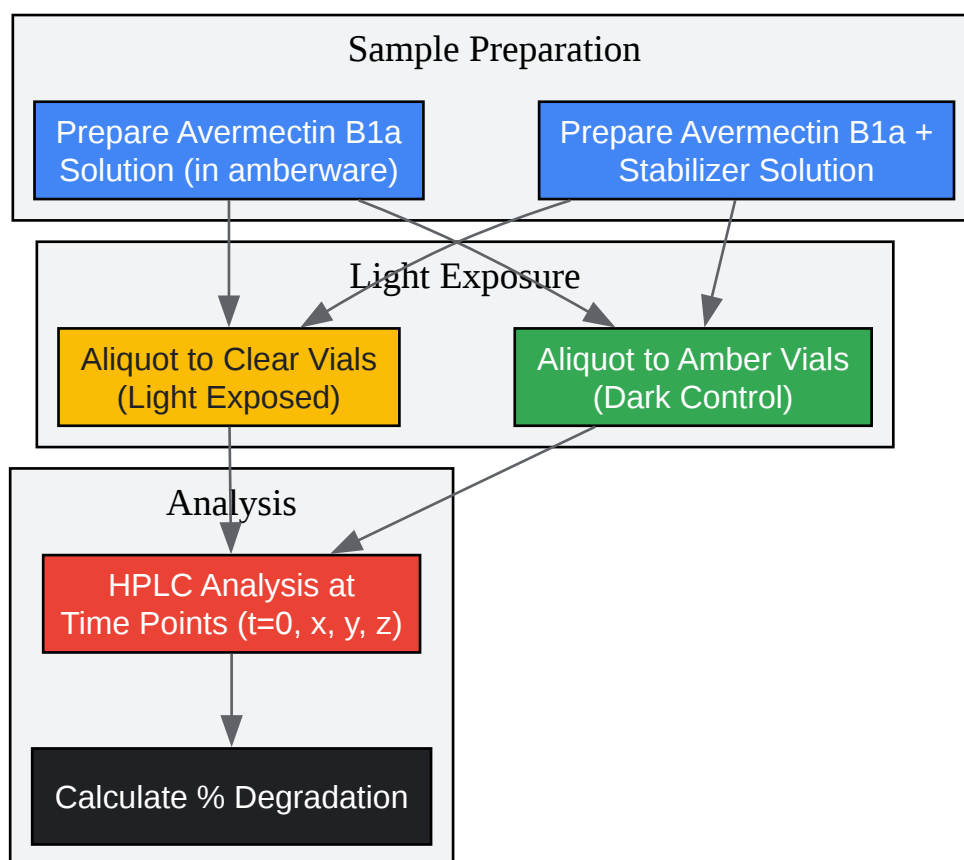 Sample Preparation
Prepare Avermectin B1a
Solution (in amberware)
Prepare Avermectin B1a +
Stabilizer Solution
Light Exposure
Aliquot to Clear Vials
(Light Exposed)
Aliquot to Amber Vials
(Dark Control)
Analysis
HPLC Analysis at
Time Points (t=0, x, y, z)
Calculate % Degradation